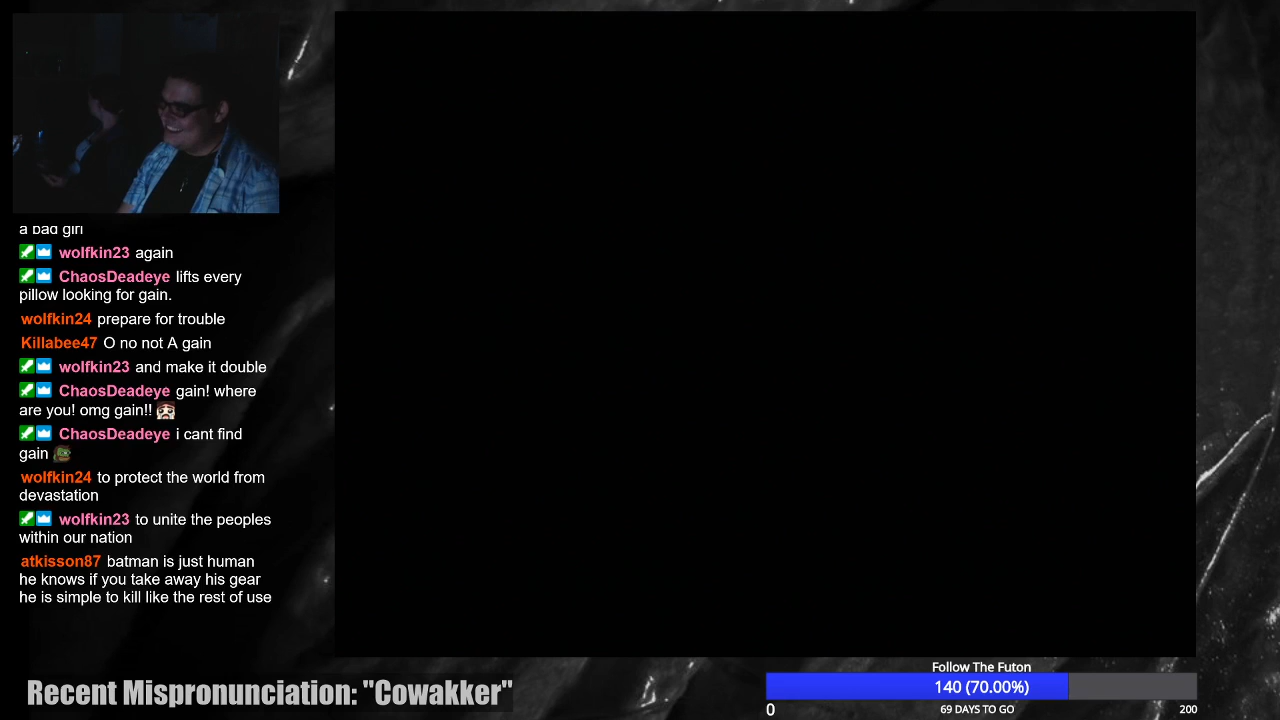 a bad girl
wolfkin23 again
ChaosDeadeye lifts every
pillow looking for gain.
wolfkin24 prepare for trouble
Killabee47 O no not A gain
wolfkin23 and make it double
ChaosDeadeye gain! where
are you! omg gain!!
ChaosDeadeye i cant find
gain
wolfkin24 to protect the world from
devastation
wolfkin23 to unite the peoples
within our nation
atkisson87 batman is just human
he knows if you take away his gear
he is simple to kill like the rest of use
Recent Mispronunciation: "Cowakker"
Follow The Futon
140 (70.00%)
0 69 DAYS TO GO 200